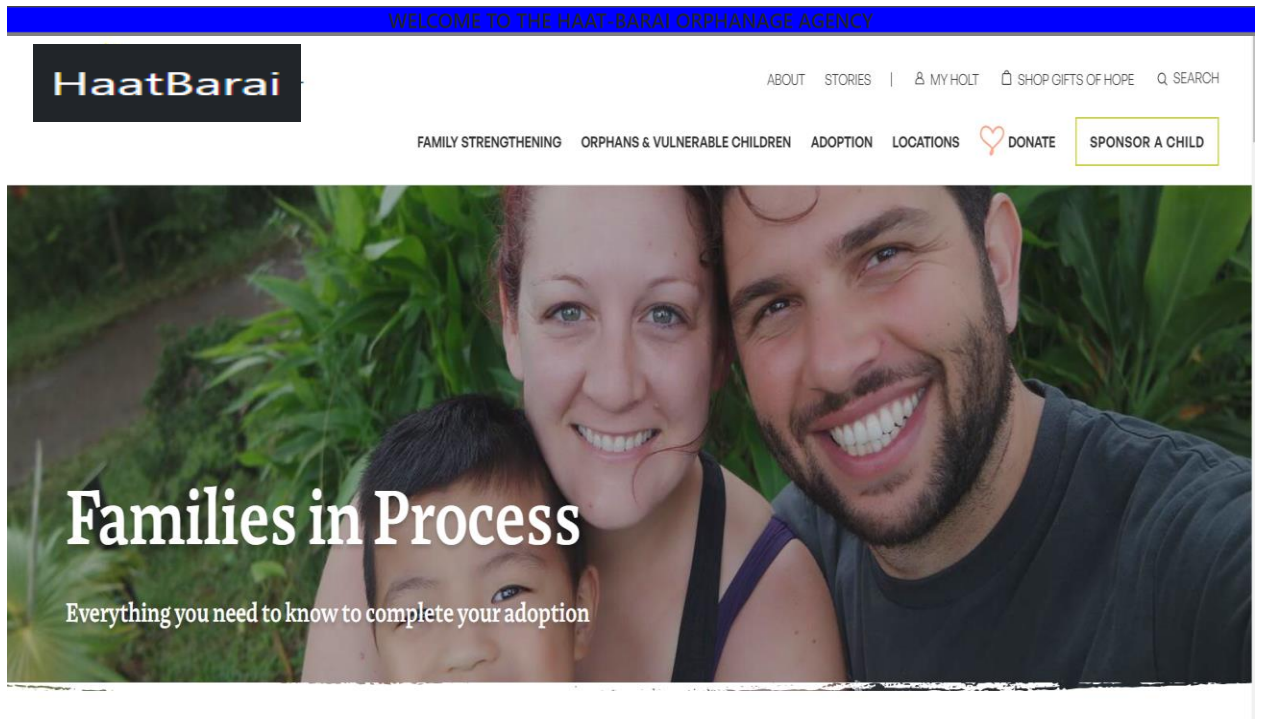 WELCOME TO THE HAAT-BARAI ORPHANAGE AGENCY
HaatBarai
ABOUT STORIES | MY HOLT SHOP GIFTS OF HOPE SEARCH
FAMILY STRENGTHENING ORPHANS & VULNERABLE CHILDREN ADOPTION LOCATIONS DONATE SPONSOR A CHILD
Families in Process
Everything you need to know to complete your adoption